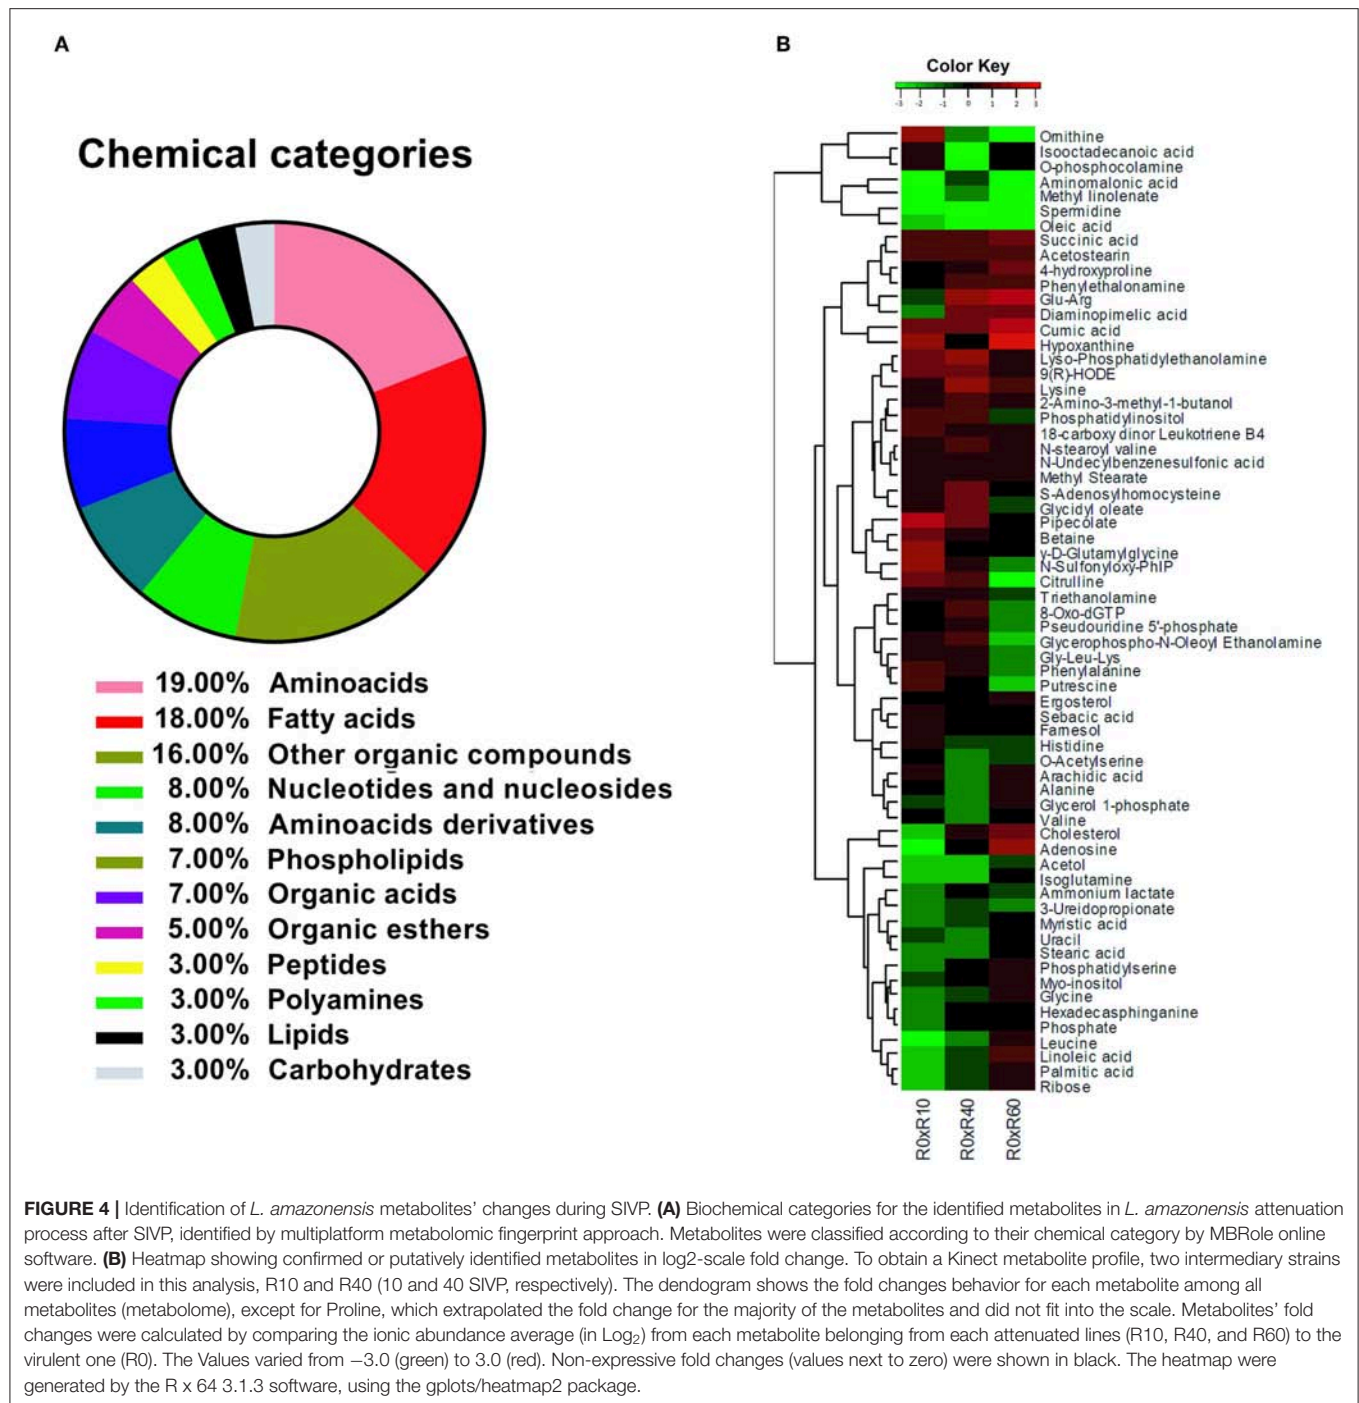 A
Chemical categories
19.00% Aminoacids
18.00% Fatty acids
16.00% Other organic compounds
8.00% Nucleotides and nucleosides
8.00% Aminoacids derivatives
7.00% Phospholipids
7.00% Organic acids
5.00% Organic esthers
3.00% Peptides
3.00% Polyamines
3.00% Lipids
3.00% Carbohydrates
B
Color Key
-3 -2 -1 0 1 2 3
Ornithine
Isooctadecanoic acid
O-phosphocolamine
Aminomalonic acid
Methyl linolenate
Spermidine
Oleic acid
Succinic acid
Acetostearin
4-hydroxyproline
Phenylethalonamine
Glu-Arg
Diaminopimelic acid
Cumic acid
Hypoxanthine
Lyso-Phosphatidylethanolamine
9(R)-HODE
Lysine
2-Amino-3-methyl-1-butanol
Phosphatidylinositol
18-carboxy dinor Leukotriene B4
N-stearoyl valine
N-Undecylbenzenesulfonic acid
Methyl Stearate
S-Adenosylhomocysteine
Glycidyl oleate
Pipecolate
Betaine
γ-D-Glutamylglycine
N-Sulfonyloxy-PhIP
Citrulline
Triethanolamine
8-Oxo-dGTP
Pseudouridine 5'-phosphate
Glycerophospho-N-Oleoyl Ethanolamine
Gly-Leu-Lys
Phenylalanine
Putrescine
Ergosterol
Sebacic acid
Farnesol
Histidine
O-Acetylserine
Arachidic acid
Alanine
Glycerol 1-phosphate
Valine
Cholesterol
Adenosine
Acetol
Isoglutamine
Ammonium lactate
3-Ureidopropionate
Myristic acid
Uracil
Stearic acid
Phosphatidylserine
Myo-inositol
Glycine
Hexadecasphinganine
Phosphate
Leucine
Linoleic acid
Palmitic acid
Ribose
R0xR10
R0xR40
R0xR60
FIGURE 4 | Identification of L. amazonensis metabolites' changes during SIVP. (A) Biochemical categories for the identified metabolites in L. amazonensis attenuation
process after SIVP, identified by multiplatform metabolomic fingerprint approach. Metabolites were classified according to their chemical category by MBRole online
software. (B) Heatmap showing confirmed or putatively identified metabolites in log2-scale fold change. To obtain a Kinect metabolite profile, two intermediary strains
were included in this analysis, R10 and R40 (10 and 40 SIVP, respectively). The dendogram shows the fold changes behavior for each metabolite among all
metabolites (metabolome), except for Proline, which extrapolated the fold change for the majority of the metabolites and did not fit into the scale. Metabolites' fold
changes were calculated by comparing the ionic abundance average (in Log₂) from each metabolite belonging from each attenuated lines (R10, R40, and R60) to the
virulent one (R0). The Values varied from −3.0 (green) to 3.0 (red). Non-expressive fold changes (values next to zero) were shown in black. The heatmap were
generated by the R x 64 3.1.3 software, using the gplots/heatmap2 package.